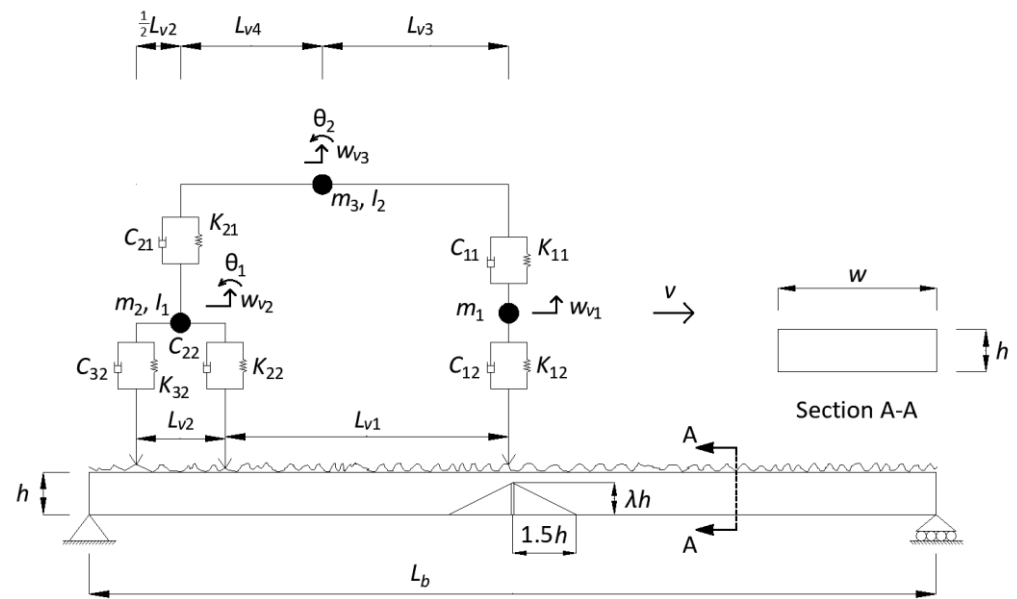 ½Lv2 Lv4 Lv3
θ2
wv3
m3, I2
C21 K21
C11 K11
θ1
wv2
m2, I1
m1 wv1
v
w
h
C32 K32 C22 K22
C12 K12
Section A-A
Lv2 Lv1
A
h
λh
1.5h
A
Lb